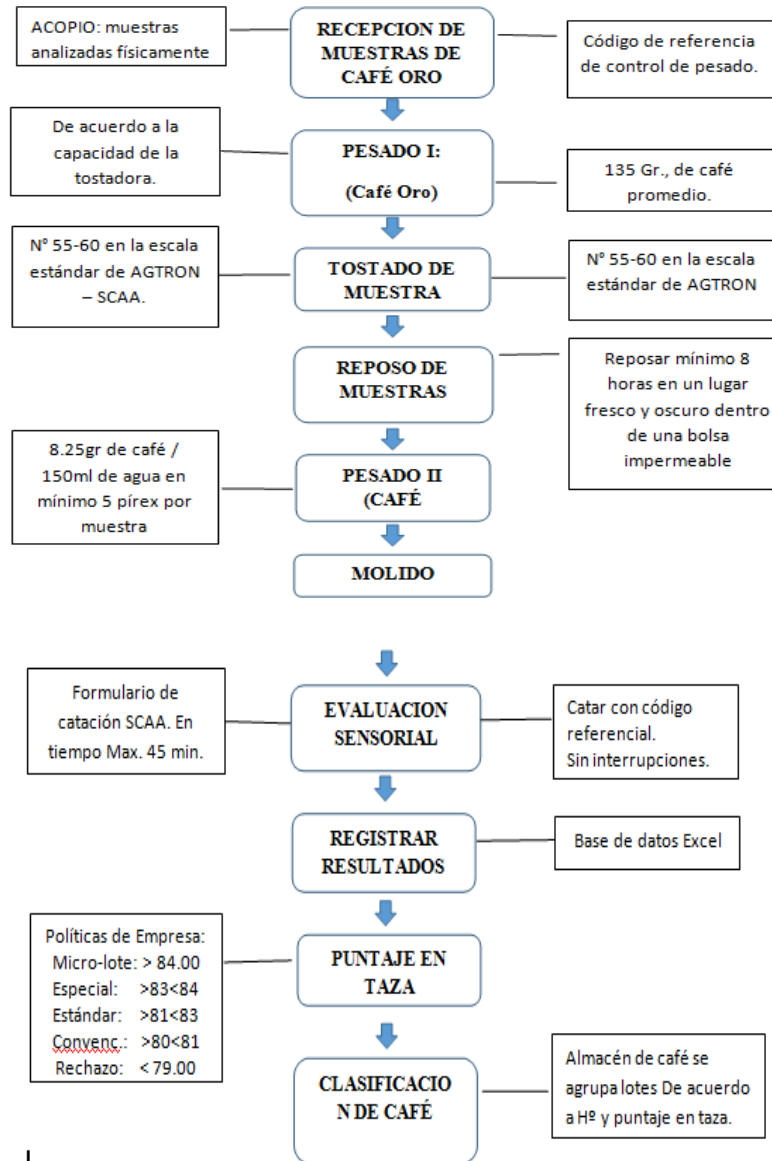 ACOPIO: muestras
analizadas físicamente
RECEPCION DE
MUESTRAS DE
CAFÉ ORO
Código de referencia
de control de pesado.
De acuerdo a la
capacidad de la
tostadora.
PESADO I:
(Café Oro)
135 Gr., de café
promedio.
N° 55-60 en la escala
estándar de AGTRON
– SCAA.
TOSTADO DE
MUESTRA
N° 55-60 en la escala
estándar de AGTRON
REPOSO DE
MUESTRAS
Reposar mínimo 8
horas en un lugar
fresco y oscuro dentro
de una bolsa
impermeable
8.25gr de café /
150ml de agua en
mínimo 5 pírex por
muestra
PESADO II
(CAFÉ
MOLIDO
Formulario de
catación SCAA. En
tiempo Max. 45 min.
EVALUACION
SENSORIAL
Catar con código
referencial.
Sin interrupciones.
REGISTRAR
RESULTADOS
Base de datos Excel
Políticas de Empresa:
Micro-lote: > 84.00
Especial: >83<84
Estándar: >81<83
Convenc.: >80<81
Rechazo: < 79.00
PUNTAJE EN
TAZA
CLASIFICACIO
N DE CAFÉ
Almacén de café se
agrupa lotes De acuerdo
a Hº y puntaje en taza.